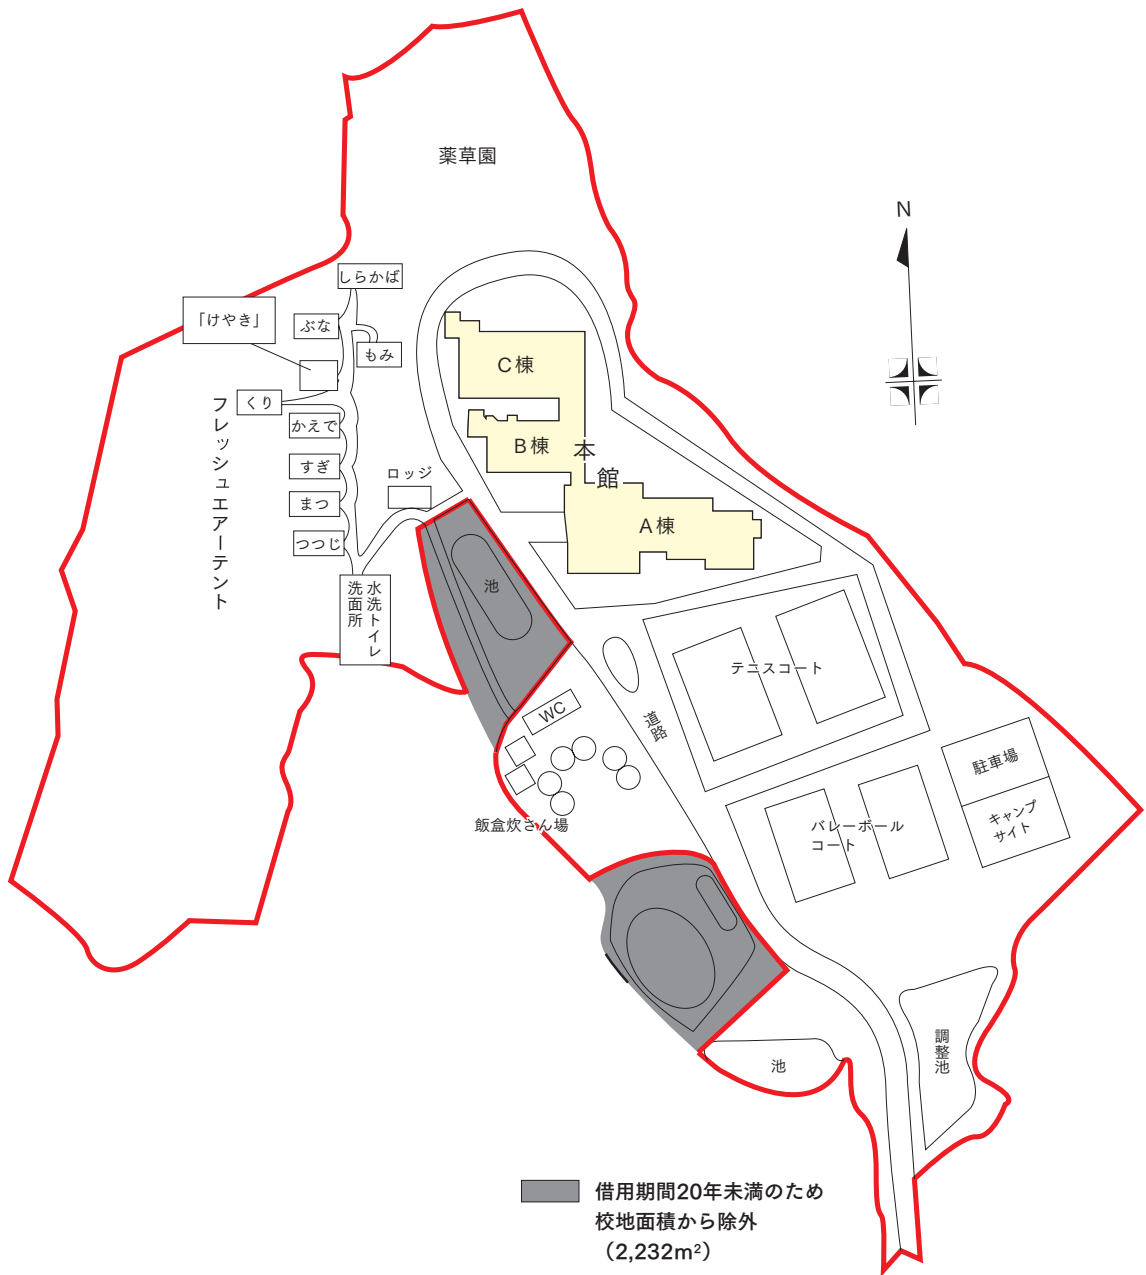 薬草園
N
しらかば
「けやき」
ぶな
もみ
くり
かえで
すぎ
まつ
つつじ
フレッシュエアーテント
ロッジ
水洗トイレ
洗面所
C棟
B棟
本館
A棟
池
テニスコート
道路
WC
飯盒炊さん場
バレーボール
コート
駐車場
キャンプ
サイト
調整池
池
借用期間20年未満のため
校地面積から除外
（2,232m²）